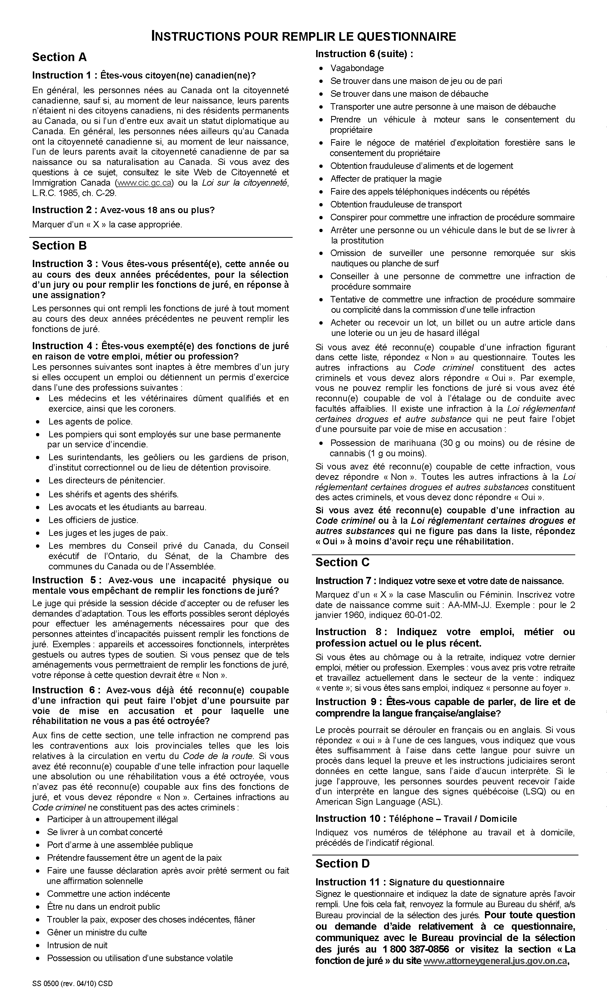 INSTRUCTIONS POUR REMPLIR LE QUESTIONNAIRE
Section A
Instruction 1 : Êtes-vous citoyen(ne) canadien(ne)?
En général, les personnes nées au Canada ont la citoyenneté
canadienne, sauf si, au moment de leur naissance, leurs parents
n’étaient ni des citoyens canadiens, ni des résidents permanents
au Canada, ou si l’un d’entre eux avait un statut diplomatique au
Canada. En général, les personnes nées ailleurs qu’au Canada
ont la citoyenneté canadienne si, au moment de leur naissance,
l’un de leurs parents avait la citoyenneté canadienne de par sa
naissance ou sa naturalisation au Canada. Si vous avez des
questions à ce sujet, consultez le site Web de Citoyenneté et
Immigration Canada (www.cic.gc.ca) ou la Loi sur la citoyenneté,
L.R.C. 1985, ch. C-29.
Instruction 2 : Avez-vous 18 ans ou plus?
Marquer d’un « X » la case appropriée.
Section B
Instruction 3 : Vous êtes-vous présenté(e), cette année ou
au cours des deux années précédentes, pour la sélection
d’un jury ou pour remplir les fonctions de juré, en réponse à
une assignation?
Les personnes qui ont rempli les fonctions de juré à tout moment
au cours des deux années précédentes ne peuvent remplir les
fonctions de juré.
Instruction 4 : Êtes-vous exempté(e) des fonctions de juré
en raison de votre emploi, métier ou profession?
Les personnes suivantes sont inaptes à être membres d’un jury
si elles occupent un emploi ou détiennent un permis d’exercice
dans l’une des professions suivantes :
• Les médecins et les vétérinaires dûment qualifiés et en
exercice, ainsi que les coroners.
• Les agents de police.
• Les pompiers qui sont employés sur une base permanente
par un service d’incendie.
• Les surintendants, les geôliers ou les gardiens de prison,
d’institut correctionnel ou de lieu de détention provisoire.
• Les directeurs de pénitencier.
• Les shérifs et agents des shérifs.
• Les avocats et les étudiants au barreau.
• Les officiers de justice.
• Les juges et les juges de paix.
• Les membres du Conseil privé du Canada, du Conseil
exécutif de l’Ontario, du Sénat, de la Chambre des
communes du Canada ou de l’Assemblée.
Instruction 5 : Avez-vous une incapacité physique ou
mentale vous empêchant de remplir les fonctions de juré?
Le juge qui préside la session décide d’accepter ou de refuser les
demandes d’adaptation. Tous les efforts possibles seront déployés
pour effectuer les aménagements nécessaires pour que des
personnes atteintes d’incapacités puissent remplir les fonctions de
juré. Exemples : appareils et accessoires fonctionnels, interprètes
gestuels ou autres types de soutien. Si vous pensez que de tels
aménagements vous permettraient de remplir les fonctions de juré,
votre réponse à cette question devrait être « Non ».
Instruction 6 : Avez-vous déjà été reconnu(e) coupable
d’une infraction qui peut faire l’objet d’une poursuite par
voie de mise en accusation et pour laquelle une
réhabilitation ne vous a pas été octroyée?
Aux fins de cette section, une telle infraction ne comprend pas
les contraventions aux lois provinciales telles que les lois
relatives à la circulation en vertu du Code de la route. Si vous
avez été reconnu(e) coupable d’une telle infraction pour laquelle
une absolution ou une réhabilitation vous a été octroyée, vous
n’avez pas été reconnu(e) coupable aux fins des fonctions de
juré, et vous devez répondre « Non ». Certaines infractions au
Code criminel ne constituent pas des actes criminels :
• Participer à un attroupement illégal
• Se livrer à un combat concerté
• Port d’arme à une assemblée publique
• Prétendre faussement être un agent de la paix
• Faire une fausse déclaration après avoir prêté serment ou fait
une affirmation solennelle
• Commettre une action indécente
• Être nu dans un endroit public
• Troubler la paix, exposer des choses indécentes, flâner
• Gêner un ministre du culte
• Intrusion de nuit
• Possession ou utilisation d’une substance volatile
Instruction 6 (suite) :
• Vagabondage
• Se trouver dans une maison de jeu ou de pari
• Se trouver dans une maison de débauche
• Transporter une autre personne à une maison de débauche
• Prendre un véhicule à moteur sans le consentement du
propriétaire
• Faire le négoce de matériel d’exploitation forestière sans le
consentement du propriétaire
• Obtention frauduleuse d’aliments et de logement
• Affecter de pratiquer la magie
• Faire des appels téléphoniques indécents ou répétés
• Obtention frauduleuse de transport
• Conspirer pour commettre une infraction de procédure sommaire
• Arrêter une personne ou un véhicule dans le but de se livrer à
la prostitution
• Omission de surveiller une personne remorquée sur skis
nautiques ou planche de surf
• Conseiller à une personne de commettre une infraction de
procédure sommaire
• Tentative de commettre une infraction de procédure sommaire
ou complicité dans la commission d’une telle infraction
• Acheter ou recevoir un lot, un billet ou un autre article dans
une loterie ou un jeu de hasard illégal
Si vous avez été reconnu(e) coupable d’une infraction figurant
dans cette liste, répondez « Non » au questionnaire. Toutes les
autres infractions au Code criminel constituent des actes
criminels et vous devez alors répondre « Oui ». Par exemple,
vous ne pouvez remplir les fonctions de juré si vous avez été
reconnu(e) coupable de vol à l’étalage ou de conduite avec
facultés affaiblies. Il existe une infraction à la Loi réglementant
certaines drogues et autre substance qui ne peut faire l’objet
d’une poursuite par voie de mise en accusation :
• Possession de marihuana (30 g ou moins) ou de résine de
cannabis (1 g ou moins).
Si vous avez été reconnu(e) coupable de cette infraction, vous
devez répondre « Non ». Toutes les autres infractions à la Loi
réglementant certaines drogues et autres substances constituent
des actes criminels, et vous devez donc répondre « Oui ».
Si vous avez été reconnu(e) coupable d’une infraction au
Code criminel ou à la Loi réglementant certaines drogues et
autres substances qui ne figure pas dans la liste, répondez
« Oui » à moins d’avoir reçu une réhabilitation.
Section C
Instruction 7 : Indiquez votre sexe et votre date de naissance.
Marquez d’un « X » la case Masculin ou Féminin. Inscrivez votre
date de naissance comme suit : AA-MM-JJ. Exemple : pour le 2
janvier 1960, indiquez 60-01-02.
Instruction 8 : Indiquez votre emploi, métier ou
profession actuel ou le plus récent.
Si vous êtes au chômage ou à la retraite, indiquez votre dernier
emploi, métier ou profession. Exemples : vous avez pris votre retraite
et travaillez actuellement dans le secteur de la vente : indiquez
« vente »; si vous êtes sans emploi, indiquez « personne au foyer ».
Instruction 9 : Êtes-vous capable de parler, de lire et de
comprendre la langue française/anglaise?
Le procès pourrait se dérouler en français ou en anglais. Si vous
répondez « oui » à l’une de ces langues, vous indiquez que vous
êtes suffisamment à l’aise dans cette langue pour suivre un
procès dans lequel la preuve et les instructions judiciaires seront
données en cette langue, sans l’aide d’aucun interprète. Si le
juge l’approuve, les personnes sourdes peuvent recevoir l’aide
d’un interprète en langue des signes québécoise (LSQ) ou en
American Sign Language (ASL).
Instruction 10 : Téléphone – Travail / Domicile
Indiquez vos numéros de téléphone au travail et à domicile,
précédés de l’indicatif régional.
Section D
Instruction 11 : Signature du questionnaire
Signez le questionnaire et indiquez la date de signature après l’avoir
rempli. Une fois cela fait, renvoyez la formule au Bureau du shérif, a/s
Bureau provincial de la sélection des jurés. Pour toute question
ou demande d’aide relativement à ce questionnaire,
communiquez avec le Bureau provincial de la sélection
des jurés au 1 800 387-0856 or visitez la section « La
fonction de juré » du site www.attorneygeneral.jus.gov.on.ca,
SS 0500 (rev. 04/10) CSD